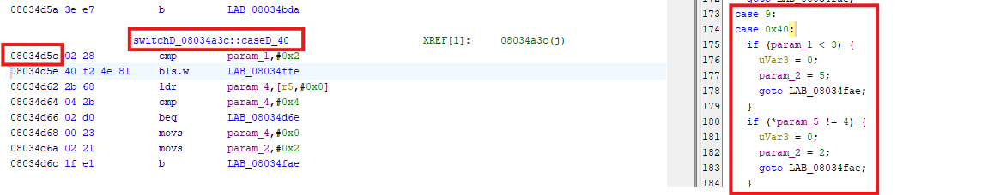 08034d5a 3e e7 b LAB_08034bda
switchD_08034a3c::caseD_40 XREF[1]: 08034a3c(j)
08034d5c 02 28 cmp param_1,#0x2
08034d5e 40 f2 4e 81 bls.w LAB_08034ffe
08034d62 2b 68 ldr param_4,[r5,#0x0]
08034d64 04 2b cmp param_4,#0x4
08034d66 02 d0 beq LAB_08034d6e
08034d68 00 23 movs param_4,#0x0
08034d6a 02 21 movs param_2,#0x2
08034d6c 1f e1 b LAB_08034fae
173 case 9:
174 case 0x40:
175 if (param_1 < 3) {
176 uVar3 = 0;
177 param_2 = 5;
178 goto LAB_08034fae;
179 }
180 if (*param_5 != 4) {
181 uVar3 = 0;
182 param_2 = 2;
183 goto LAB_08034fae;
184 }